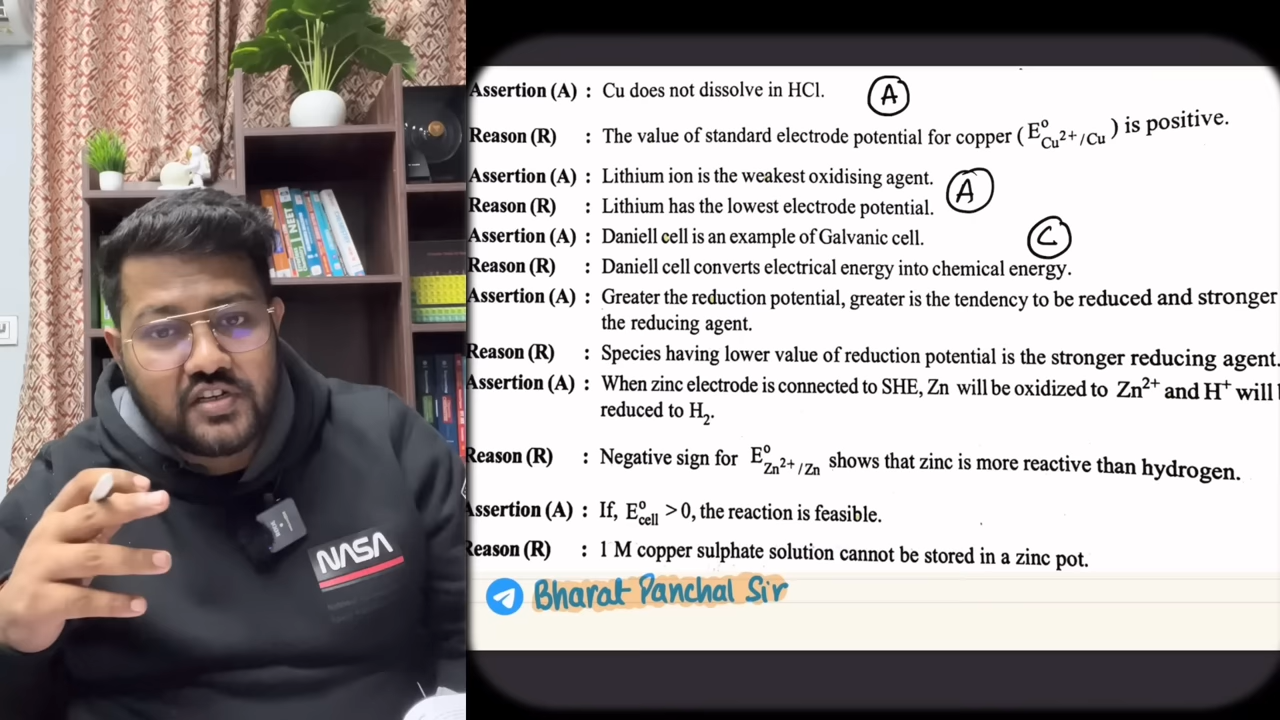 Assertion (A) : Cu does not dissolve in HCl. A
Reason (R) : The value of standard electrode potential for copper (E°Cu²⁺/Cu) is positive.
Assertion (A) : Lithium ion is the weakest oxidising agent. A
Reason (R) : Lithium has the lowest electrode potential.
Assertion (A) : Daniell cell is an example of Galvanic cell. C
Reason (R) : Daniell cell converts electrical energy into chemical energy.
Assertion (A) : Greater the reduction potential, greater is the tendency to be reduced and stronger
the reducing agent.
Reason (R) : Species having lower value of reduction potential is the stronger reducing agent.
Assertion (A) : When zinc electrode is connected to SHE, Zn will be oxidized to Zn²⁺ and H⁺ will
reduced to H₂.
Reason (R) : Negative sign for E°Zn²⁺/Zn shows that zinc is more reactive than hydrogen.
Assertion (A) : If, E°cell > 0, the reaction is feasible.
Reason (R) : 1 M copper sulphate solution cannot be stored in a zinc pot.
Bharat Panchal Sir
NEET
NASA